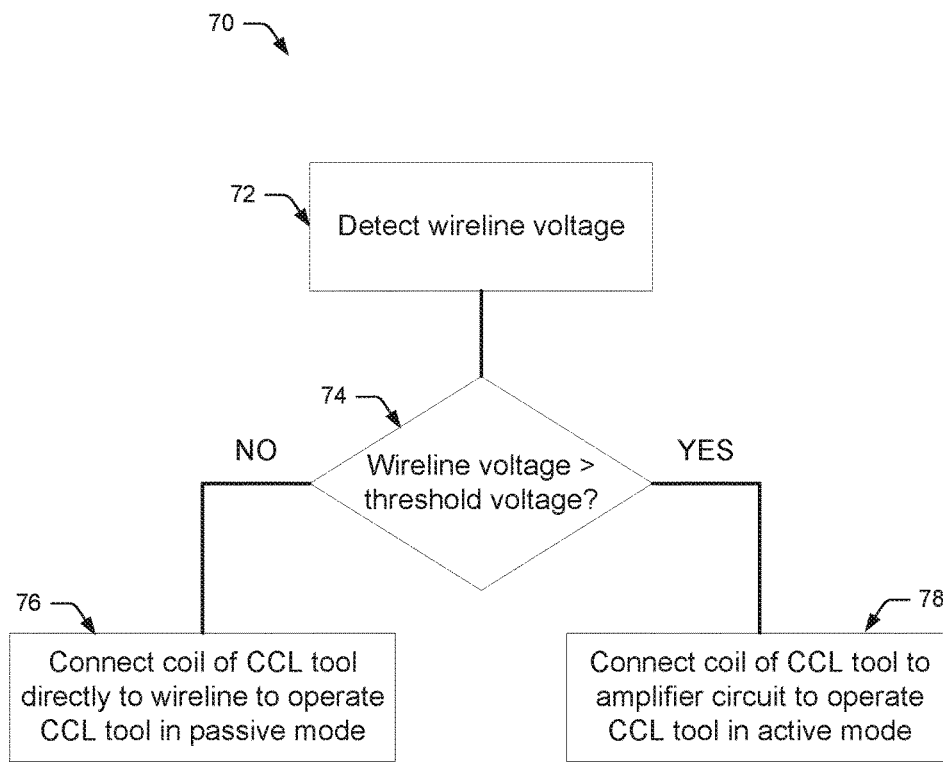 70
72
Detect wireline voltage
74
NO
YES
Wireline voltage >
threshold voltage?
76
78
Connect coil of CCL tool
directly to wireline to operate
CCL tool in passive mode
Connect coil of CCL tool to
amplifier circuit to operate
CCL tool in active mode